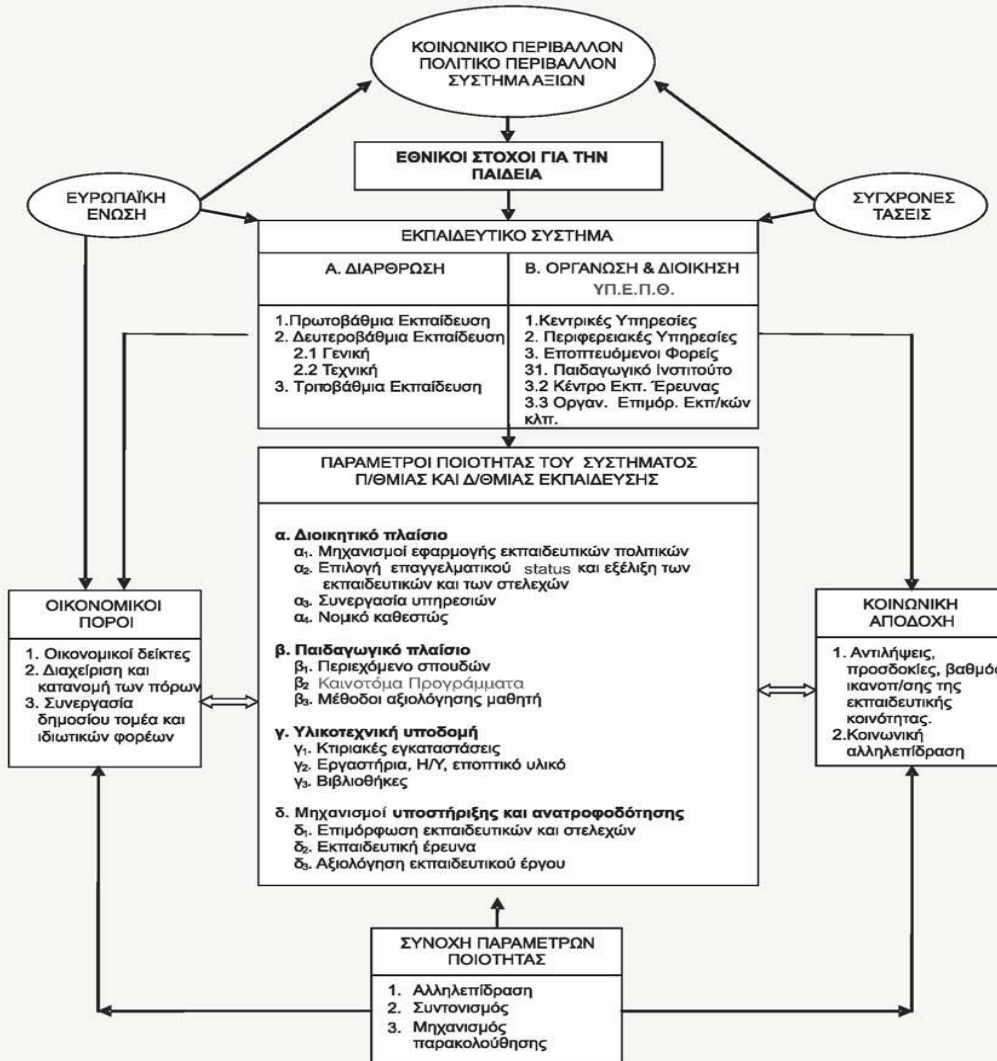 ΚΟΙΝΩΝΙΚΟ ΠΕΡΙΒΑΛΛΟΝ
ΠΟΛΙΤΙΚΟ ΠΕΡΙΒΑΛΛΟΝ
ΣΥΣΤΗΜΑ ΑΞΙΩΝ
ΕΘΝΙΚΟΙ ΣΤΟΧΟΙ ΓΙΑ ΤΗΝ
ΠΑΙΔΕΙΑ
ΕΥΡΩΠΑΪΚΗ
ΕΝΩΣΗ
ΣΥΓΧΡΟΝΕΣ
ΤΑΣΕΙΣ
ΕΚΠΑΙΔΕΥΤΙΚΟ ΣΥΣΤΗΜΑ
Α. ΔΙΑΡΘΡΩΣΗ
1.Πρωτοβάθμια Εκπαίδευση
2. Δευτεροβάθμια Εκπαίδευση
2.1 Γενική
2.2 Τεχνική
3. Τριτοβάθμια Εκπαίδευση
Β. ΟΡΓΑΝΩΣΗ & ΔΙΟΙΚΗΣΗ
ΥΠ.Ε.Π.Θ.
1.Κεντρικές Υπηρεσίες
2. Περιφερειακές Υπηρεσίες
3. Εποπτευόμενοι Φορείς
31. Παιδαγωγικό Ινστιτούτο
3.2 Κέντρο Εκπ. Έρευνας
3.3 Οργαν. Επιμόρ. Εκπ/κών
κλπ.
ΠΑΡΑΜΕΤΡΟΙ ΠΟΙΟΤΗΤΑΣ ΤΟΥ ΣΥΣΤΗΜΑΤΟΣ
Π/ΘΜΙΑΣ ΚΑΙ Δ/ΘΜΙΑΣ ΕΚΠΑΙΔΕΥΣΗΣ
α. Διοικητικό πλαίσιο
α₁. Μηχανισμοί εφαρμογής εκπαιδευτικών πολιτικών
α₂. Επιλογή επαγγελματικού status και εξέλιξη των
εκπαιδευτικών και των στελεχών
α₃. Συνεργασία υπηρεσιών
α₄. Νομικό καθεστώς
β. Παιδαγωγικό πλαίσιο
β₁. Περιεχόμενο σπουδών
β₂ Καινοτόμα Προγράμματα
β₃. Μέθοδοι αξιολόγησης μαθητή
γ. Υλικοτεχνική υποδομή
γ₁. Κτιριακές εγκαταστάσεις
γ₂. Εργαστήρια, Η/Υ, εποπτικό υλικό
γ₃. Βιβλιοθήκες
δ. Μηχανισμοί υποστήριξης και ανατροφοδότησης
δ₁. Επιμόρφωση εκπαιδευτικών και στελεχών
δ₂. Εκπαιδευτική έρευνα
δ₃. Αξιολόγηση εκπαιδευτικού έργου
ΟΙΚΟΝΟΜΙΚΟΙ
ΠΟΡΟΙ
1. Οικονομικοί δείκτες
2. Διαχείριση και
κατανομή των πόρων
3. Συνεργασία
δημοσίου τομέα και
ιδιωτικών φορέων
ΚΟΙΝΩΝΙΚΗ
ΑΠΟΔΟΧΗ
1. Αντιλήψεις,
προσδοκίες, βαθμός
ικανοπ/σης της
εκπαιδευτικής
κοινότητας.
2.Κοινωνική
αλληλεπίδραση
ΣΥΝΟΧΗ ΠΑΡΑΜΕΤΡΩΝ
ΠΟΙΟΤΗΤΑΣ
1. Αλληλεπίδραση
2. Συντονισμός
3. Μηχανισμός
παρακολούθησης